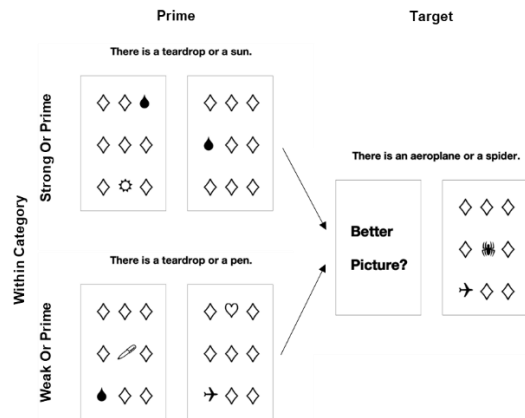 Prime
Target
There is a teardrop or a sun.
Strong Or Prime
There is an aeroplane or a spider.
Within Category
Better
Picture?
There is a teardrop or a pen.
Weak Or Prime